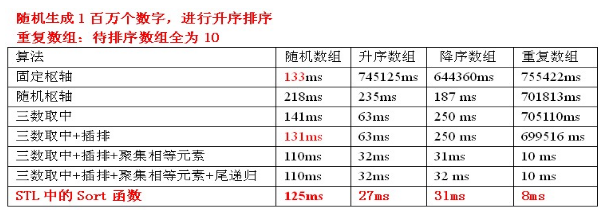 随机生成1百万个数字，进行升序排序
重复数组：待排序数组全为10
算法 随机数组 升序数组 降序数组 重复数组
固定枢轴 133ms 745125ms 644360ms 755422ms
随机枢轴 218ms 235ms 187 ms 701813ms
三数取中 141ms 63ms 250 ms 705110ms
三数取中+插排 131ms 63ms 250 ms 699516 ms
三数取中+插排+聚集相等元素 110ms 32ms 31ms 10 ms
三数取中+插排+聚集相等元素+尾递归 110ms 32ms 32 ms 10 ms
STL 中的Sort 函数 125ms 27ms 31ms 8ms